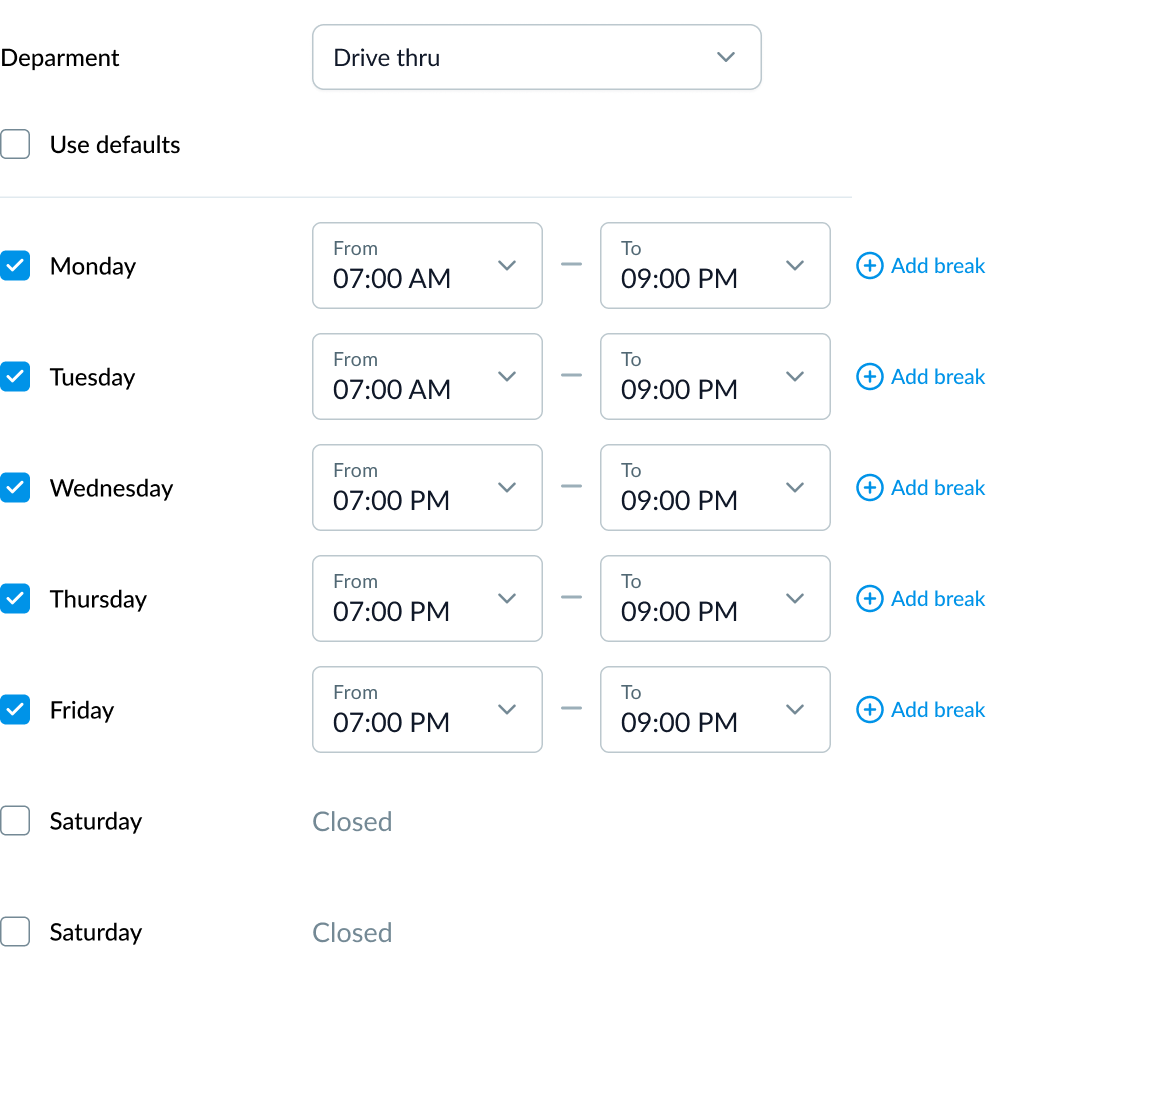 Deparment
Drive thru
Use defaults
Monday
From
07:00 AM
To
09:00 PM
Add break
Tuesday
From
07:00 AM
To
09:00 PM
Add break
Wednesday
From
07:00 PM
To
09:00 PM
Add break
Thursday
From
07:00 PM
To
09:00 PM
Add break
Friday
From
07:00 PM
To
09:00 PM
Add break
Saturday
Closed
Saturday
Closed